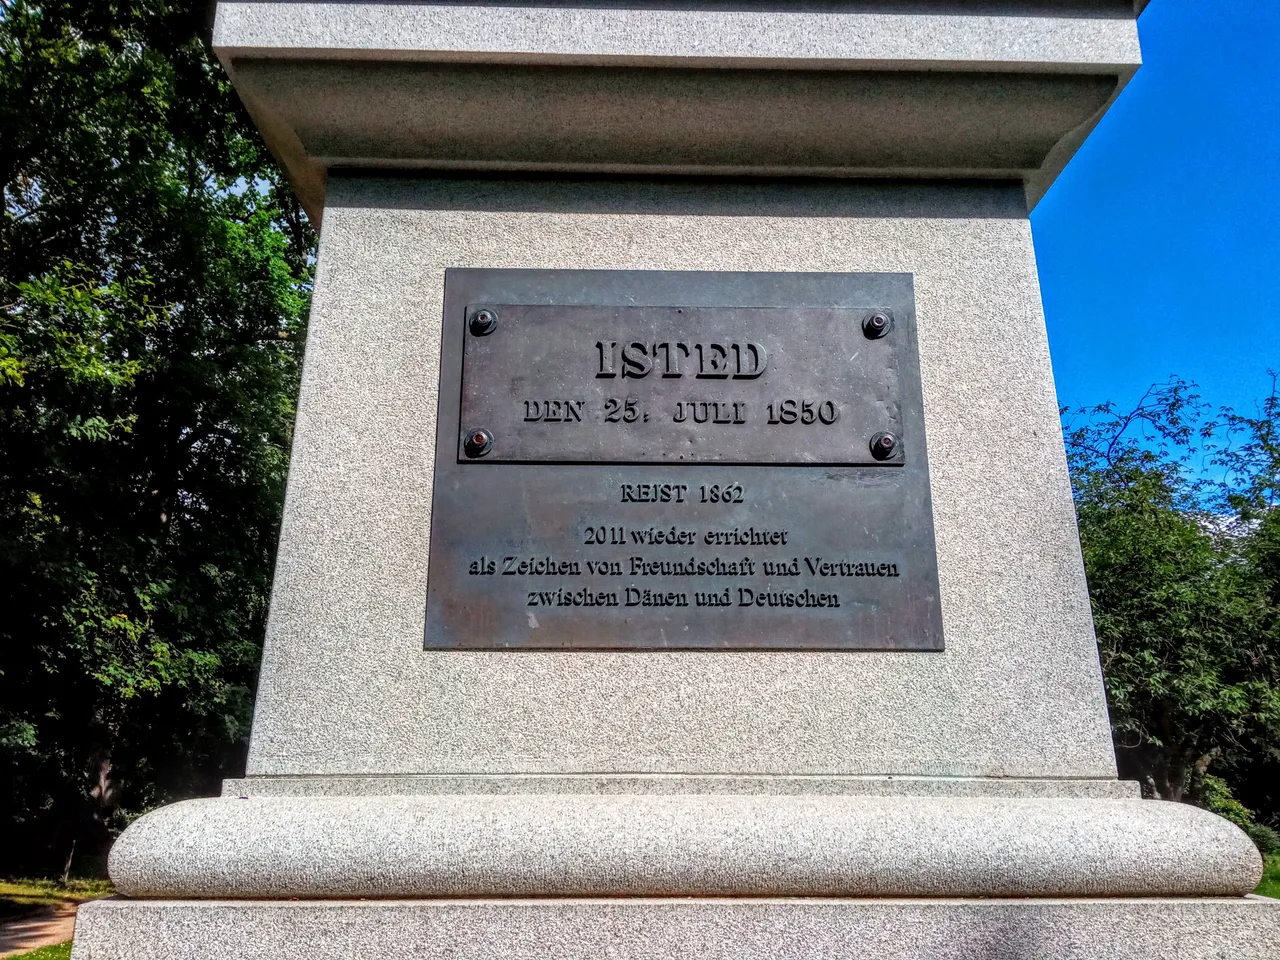 ISTED
DEN 25. JULI 1850
REJST 1862
2011 wieder errichtet
als Zeichen von Freundschaft und Vertrauen
zwischen Dänen und Deutschen